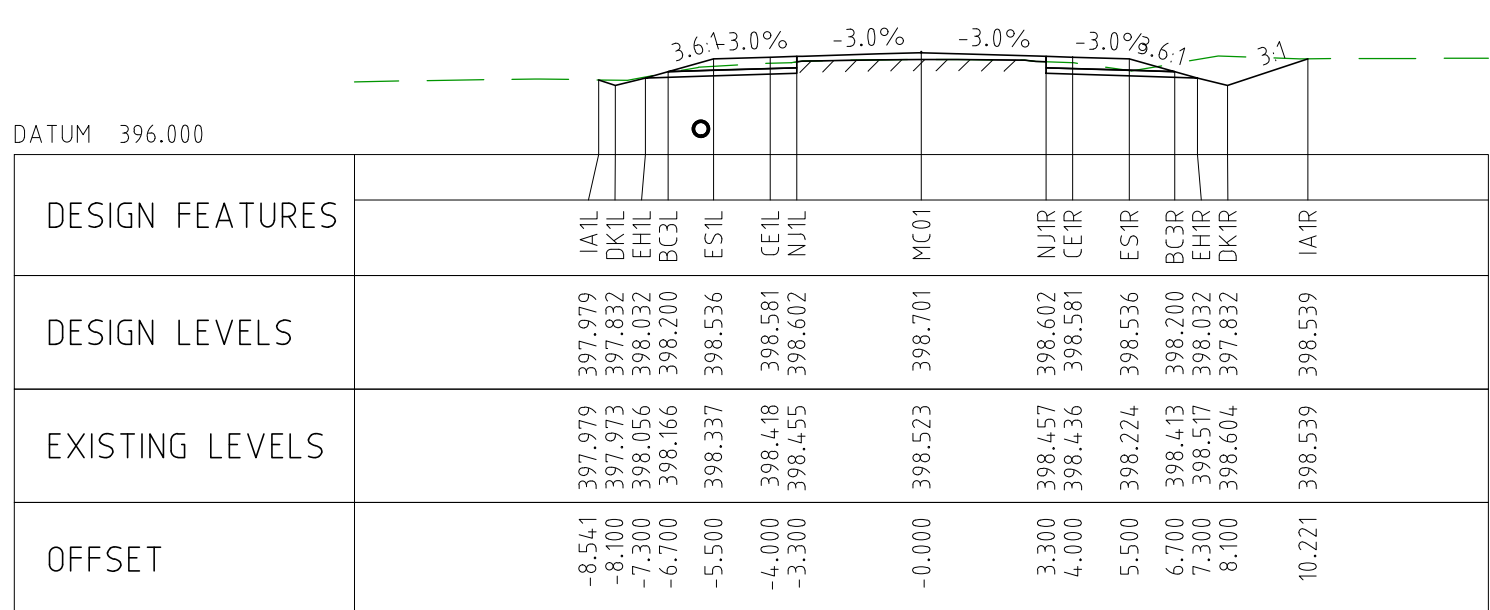 3.6:1 -3.0% -3.0% -3.0% -3.0% 3.6:1 3:1
DATUM 396.000
DESIGN FEATURES IA1L DK1L EH1L BC3L ES1L CE1L NJ1L MC01 NJ1R CE1R ES1R BC3R EH1R DK1R IA1R
DESIGN LEVELS 397.979 397.832 398.032 398.200 398.536 398.581 398.602 398.701 398.602 398.581 398.536 398.200 398.032 397.832 398.539
EXISTING LEVELS 397.979 397.973 398.056 398.166 398.337 398.418 398.455 398.523 398.457 398.436 398.224 398.413 398.517 398.604 398.539
OFFSET -8.541 -8.100 -7.300 -6.700 -5.500 -4.000 -3.300 -0.000 3.300 4.000 5.500 6.700 7.300 8.100 10.221